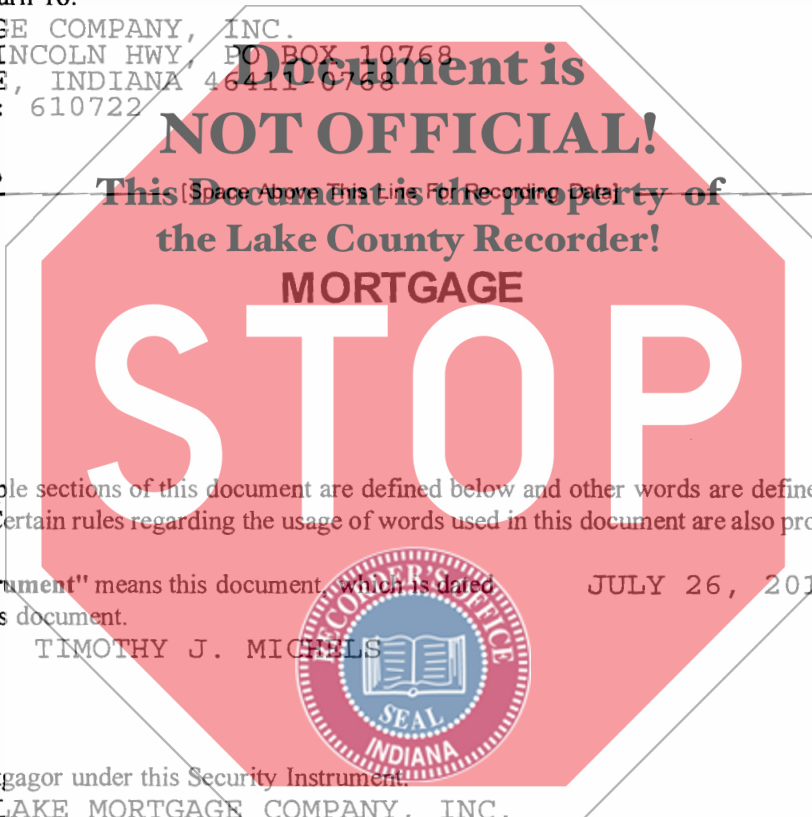 urn To:
GE COMPANY, INC.
INCOLN HWY, PO BOX 10768
E, INDIANA 46411-0768
: 610722
Document is
NOT OFFICIAL!
This Document is the property of
[Space Above This Line For Recording Data]
the Lake County Recorder!
MORTGAGE
STOP
ple sections of this document are defined below and other words are define
Certain rules regarding the usage of words used in this document are also pro
rument" means this document, which is dated JULY 26, 201
s document.
TIMOTHY J. MICHELS
RECORDER'S OFFICE
SEAL
INDIANA
tgagor under this Security Instrument.
LAKE MORTGAGE COMPANY, INC.